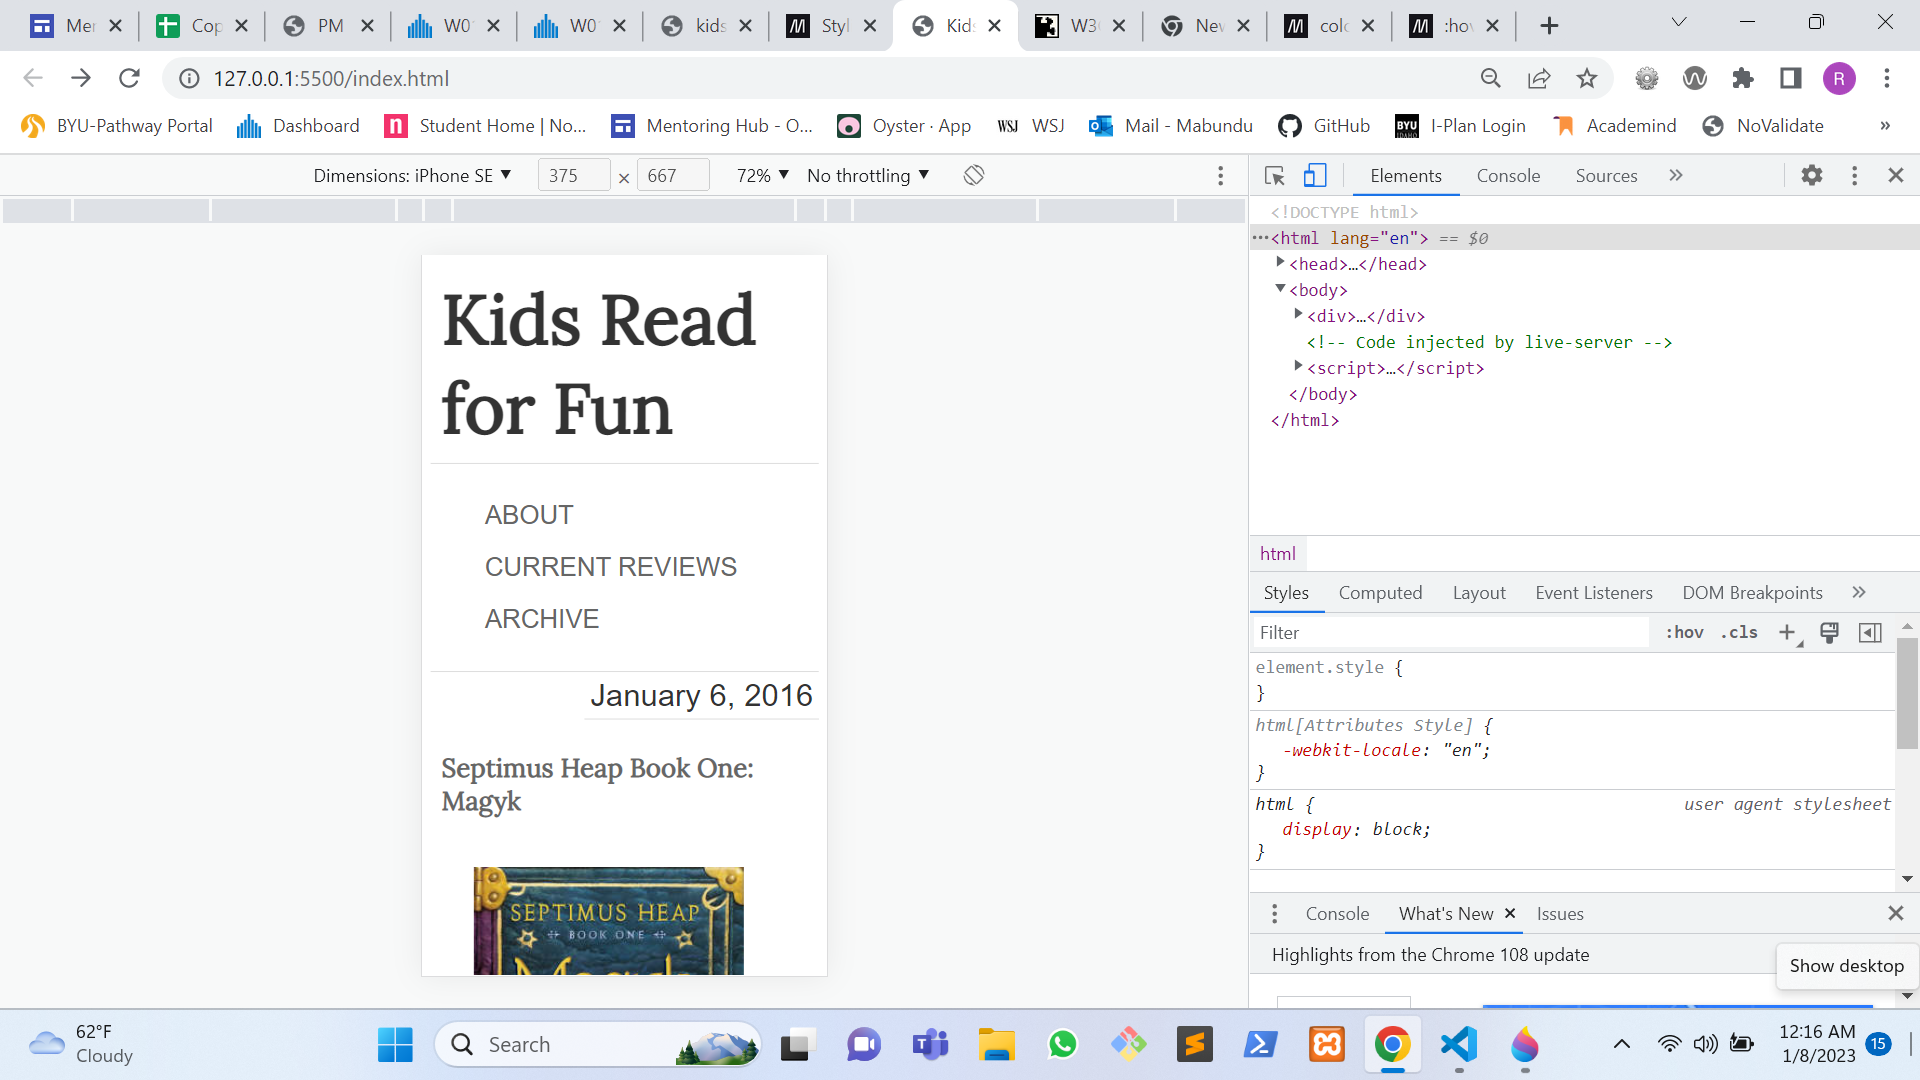 Mer
Cop
PM
W0
W0
kids
Styl
Kids
W3
New
colo
:hov
127.0.0.1:5500/index.html
R
BYU-Pathway Portal
Dashboard
n
Student Home | No...
Mentoring Hub - O...
Oyster · App
WSJ WSJ
Mail - Mabundu
GitHub
BYU
IDAHO
I-Plan Login
Academind
NoValidate
»
Dimensions: iPhone SE ▼
375 × 667
72% ▼
No throttling ▼
Elements Console Sources »
<!DOCTYPE html>
⋯<html lang="en"> == $0
▶<head>…</head>
▼<body>
▶<div>…</div>
<!-- Code injected by live-server -->
▶<script>…</script>
</body>
</html>
html
Styles Computed Layout Event Listeners DOM Breakpoints »
Filter
:hov .cls +
element.style {
}
html[Attributes Style] {
-webkit-locale: "en";
}
html { user agent stylesheet
display: block;
}
Console What's New × Issues
Highlights from the Chrome 108 update
Show desktop
Kids Read
for Fun
ABOUT
CURRENT REVIEWS
ARCHIVE
January 6, 2016
Septimus Heap Book One:
Magyk
SEPTIMUS HEAP
BOOK ONE
Magyk
62°F
Cloudy
Search
12:16 AM
1/8/2023
15